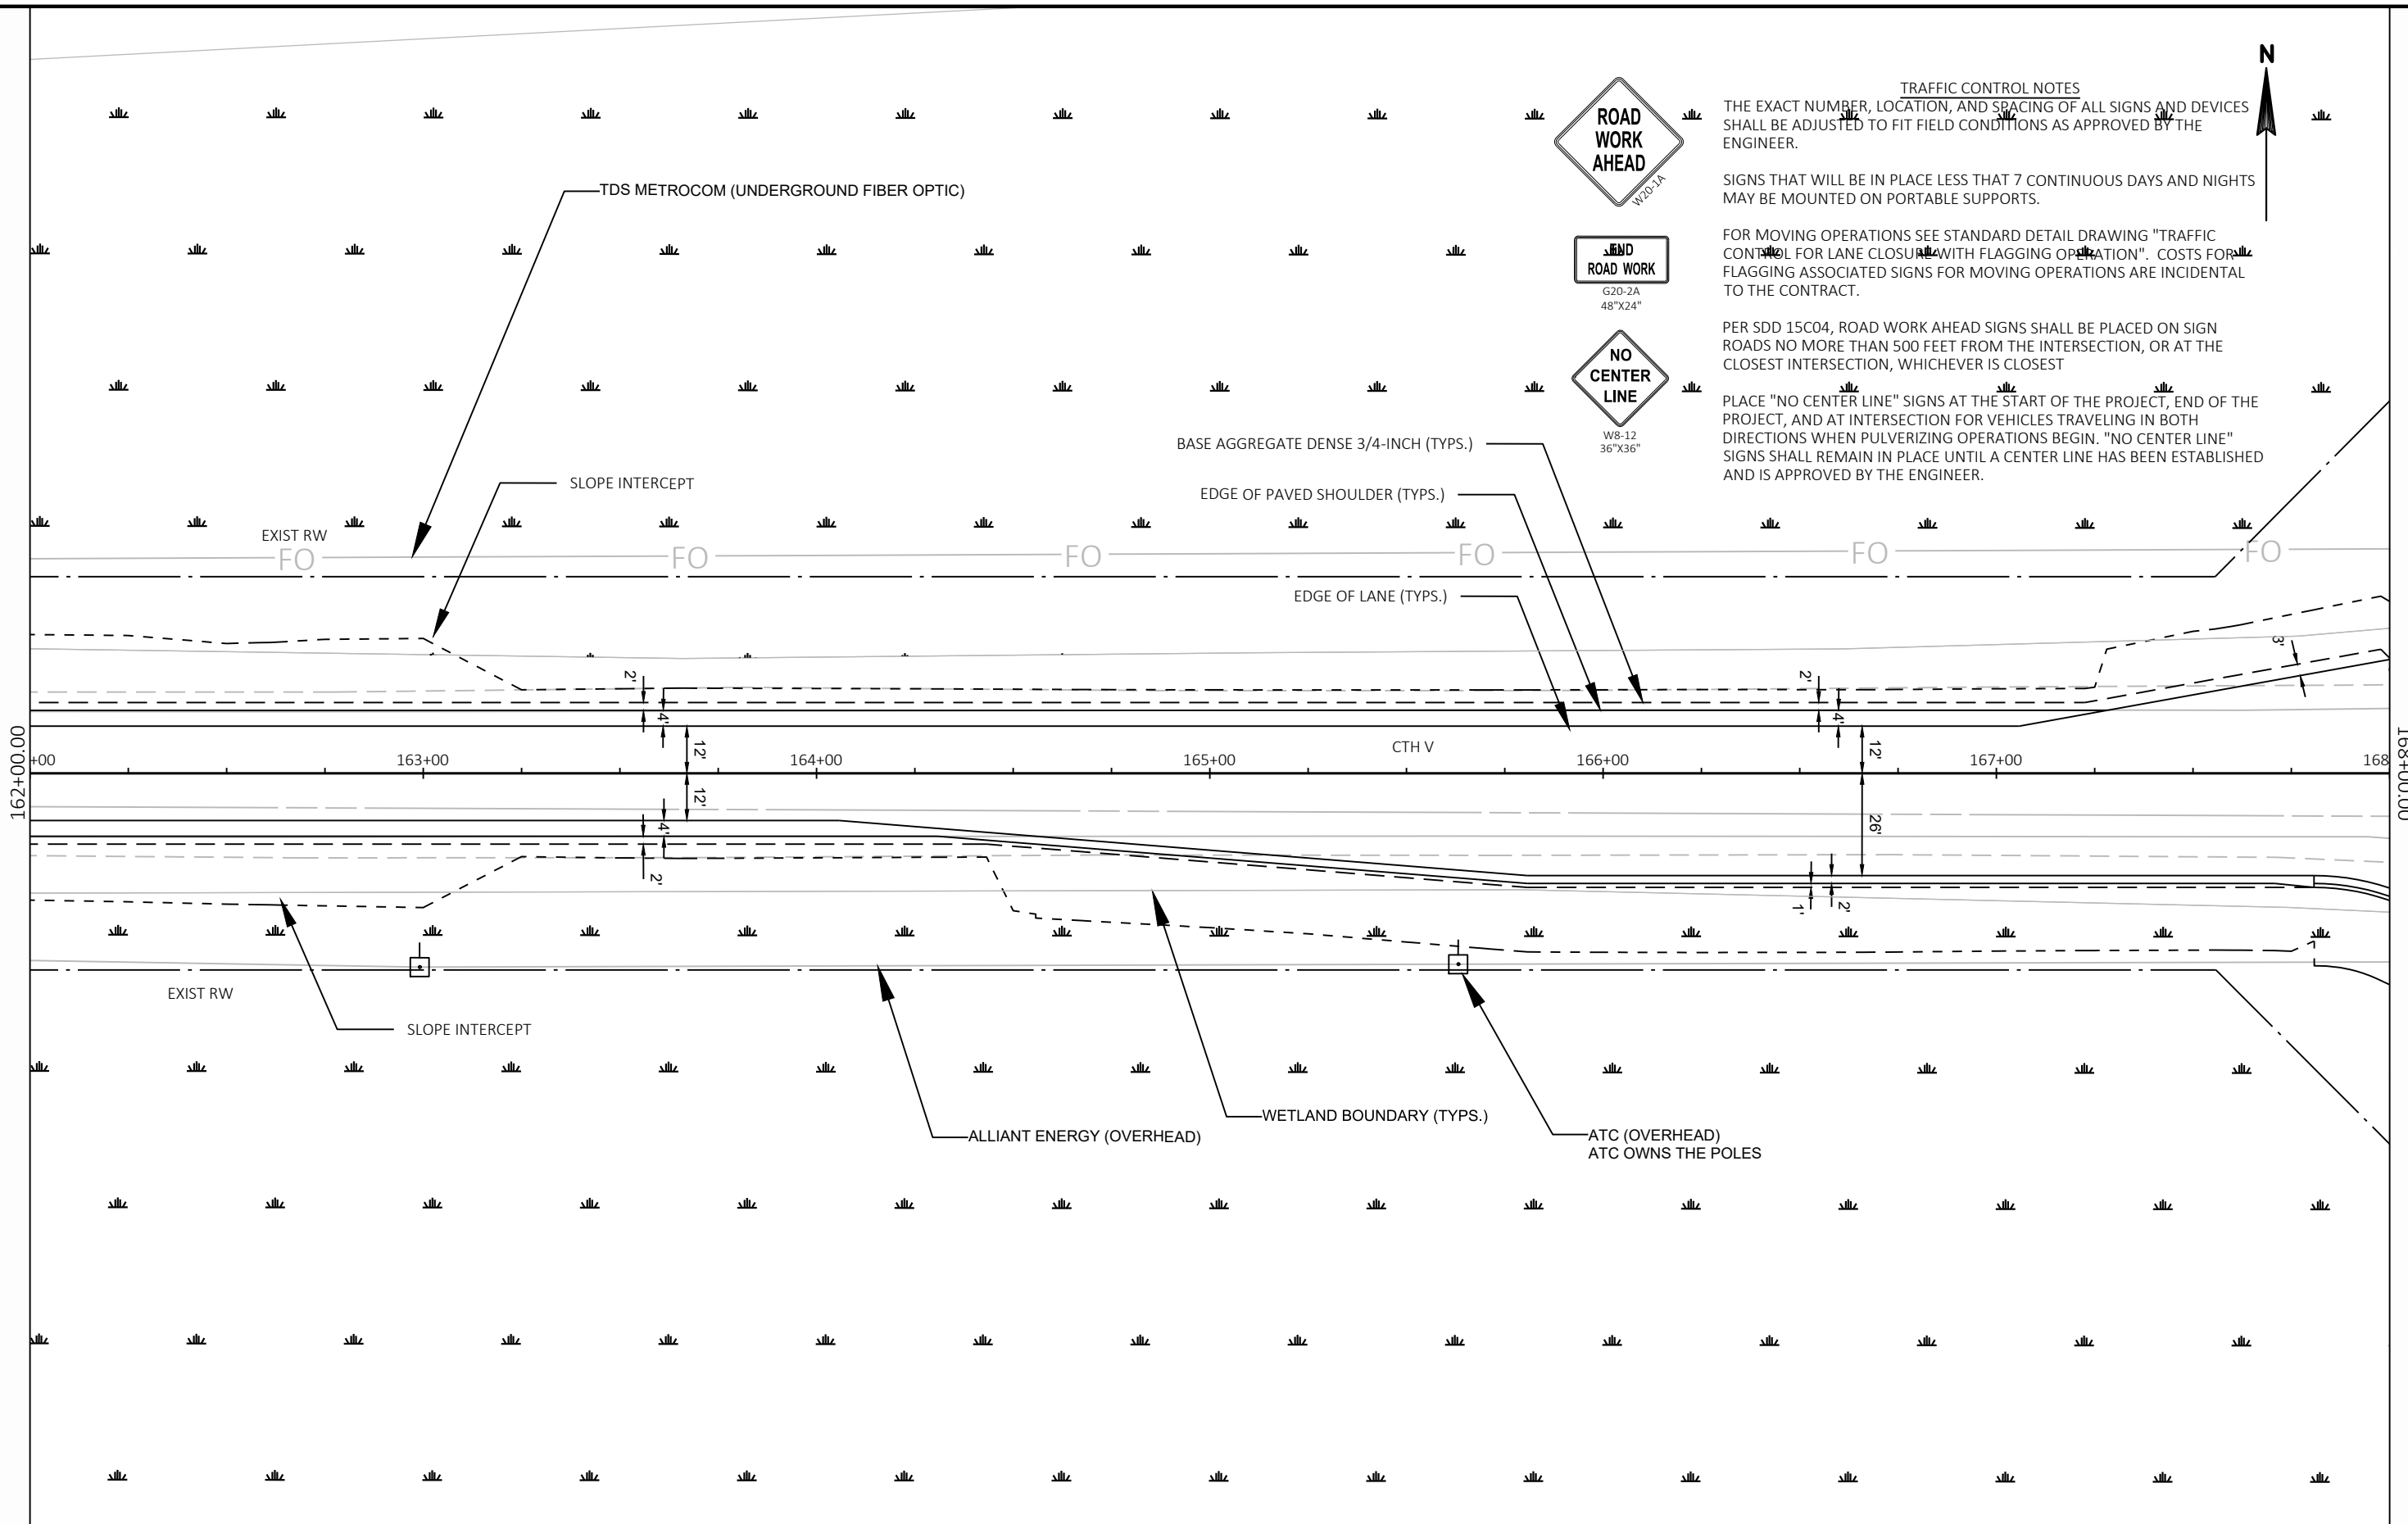 N
ROAD
WORK
AHEAD
W20-1A
END
ROAD WORK
G20-2A
48"X24"
NO
CENTER
LINE
W8-12
36"X36"
TRAFFIC CONTROL NOTES
THE EXACT NUMBER, LOCATION, AND SPACING OF ALL SIGNS AND DEVICES
SHALL BE ADJUSTED TO FIT FIELD CONDITIONS AS APPROVED BY THE
ENGINEER.
SIGNS THAT WILL BE IN PLACE LESS THAT 7 CONTINUOUS DAYS AND NIGHTS
MAY BE MOUNTED ON PORTABLE SUPPORTS.
FOR MOVING OPERATIONS SEE STANDARD DETAIL DRAWING "TRAFFIC
CONTROL FOR LANE CLOSURE WITH FLAGGING OPERATION". COSTS FOR
FLAGGING ASSOCIATED SIGNS FOR MOVING OPERATIONS ARE INCIDENTAL
TO THE CONTRACT.
PER SDD 15C04, ROAD WORK AHEAD SIGNS SHALL BE PLACED ON SIGN
ROADS NO MORE THAN 500 FEET FROM THE INTERSECTION, OR AT THE
CLOSEST INTERSECTION, WHICHEVER IS CLOSEST
PLACE "NO CENTER LINE" SIGNS AT THE START OF THE PROJECT, END OF THE
PROJECT, AND AT INTERSECTION FOR VEHICLES TRAVELING IN BOTH
DIRECTIONS WHEN PULVERIZING OPERATIONS BEGIN. "NO CENTER LINE"
SIGNS SHALL REMAIN IN PLACE UNTIL A CENTER LINE HAS BEEN ESTABLISHED
AND IS APPROVED BY THE ENGINEER.
TDS METROCOM (UNDERGROUND FIBER OPTIC)
BASE AGGREGATE DENSE 3/4-INCH (TYPS.)
SLOPE INTERCEPT
EDGE OF PAVED SHOULDER (TYPS.)
EXIST RW
FO
FO
FO
FO
FO
FO
EDGE OF LANE (TYPS.)
3'
2'
2'
4'
4'
12'
12'
CTH V
162+00.00
+00
163+00
164+00
165+00
166+00
167+00
168
168+00.00
12'
26'
4'
2'
1'
2'
EXIST RW
SLOPE INTERCEPT
WETLAND BOUNDARY (TYPS.)
ALLIANT ENERGY (OVERHEAD)
ATC (OVERHEAD)
ATC OWNS THE POLES